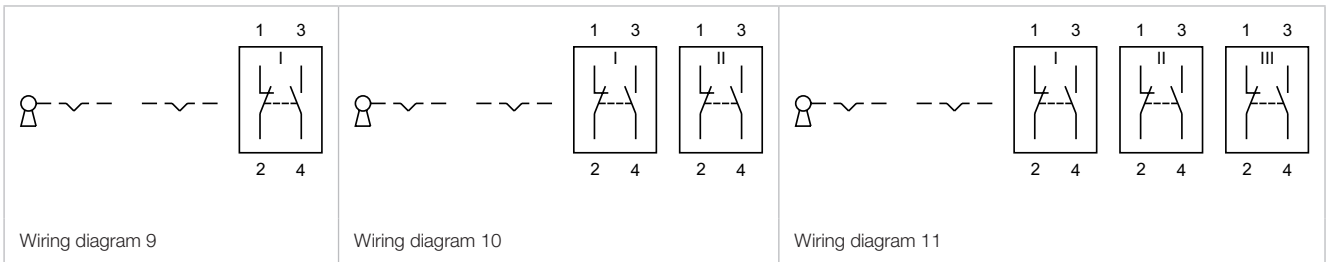 1 3
I
2 4
Wiring diagram 9
1 3 1 3
I II
2 4 2 4
Wiring diagram 10
1 3 1 3 1 3
I II III
2 4 2 4 2 4
Wiring diagram 11